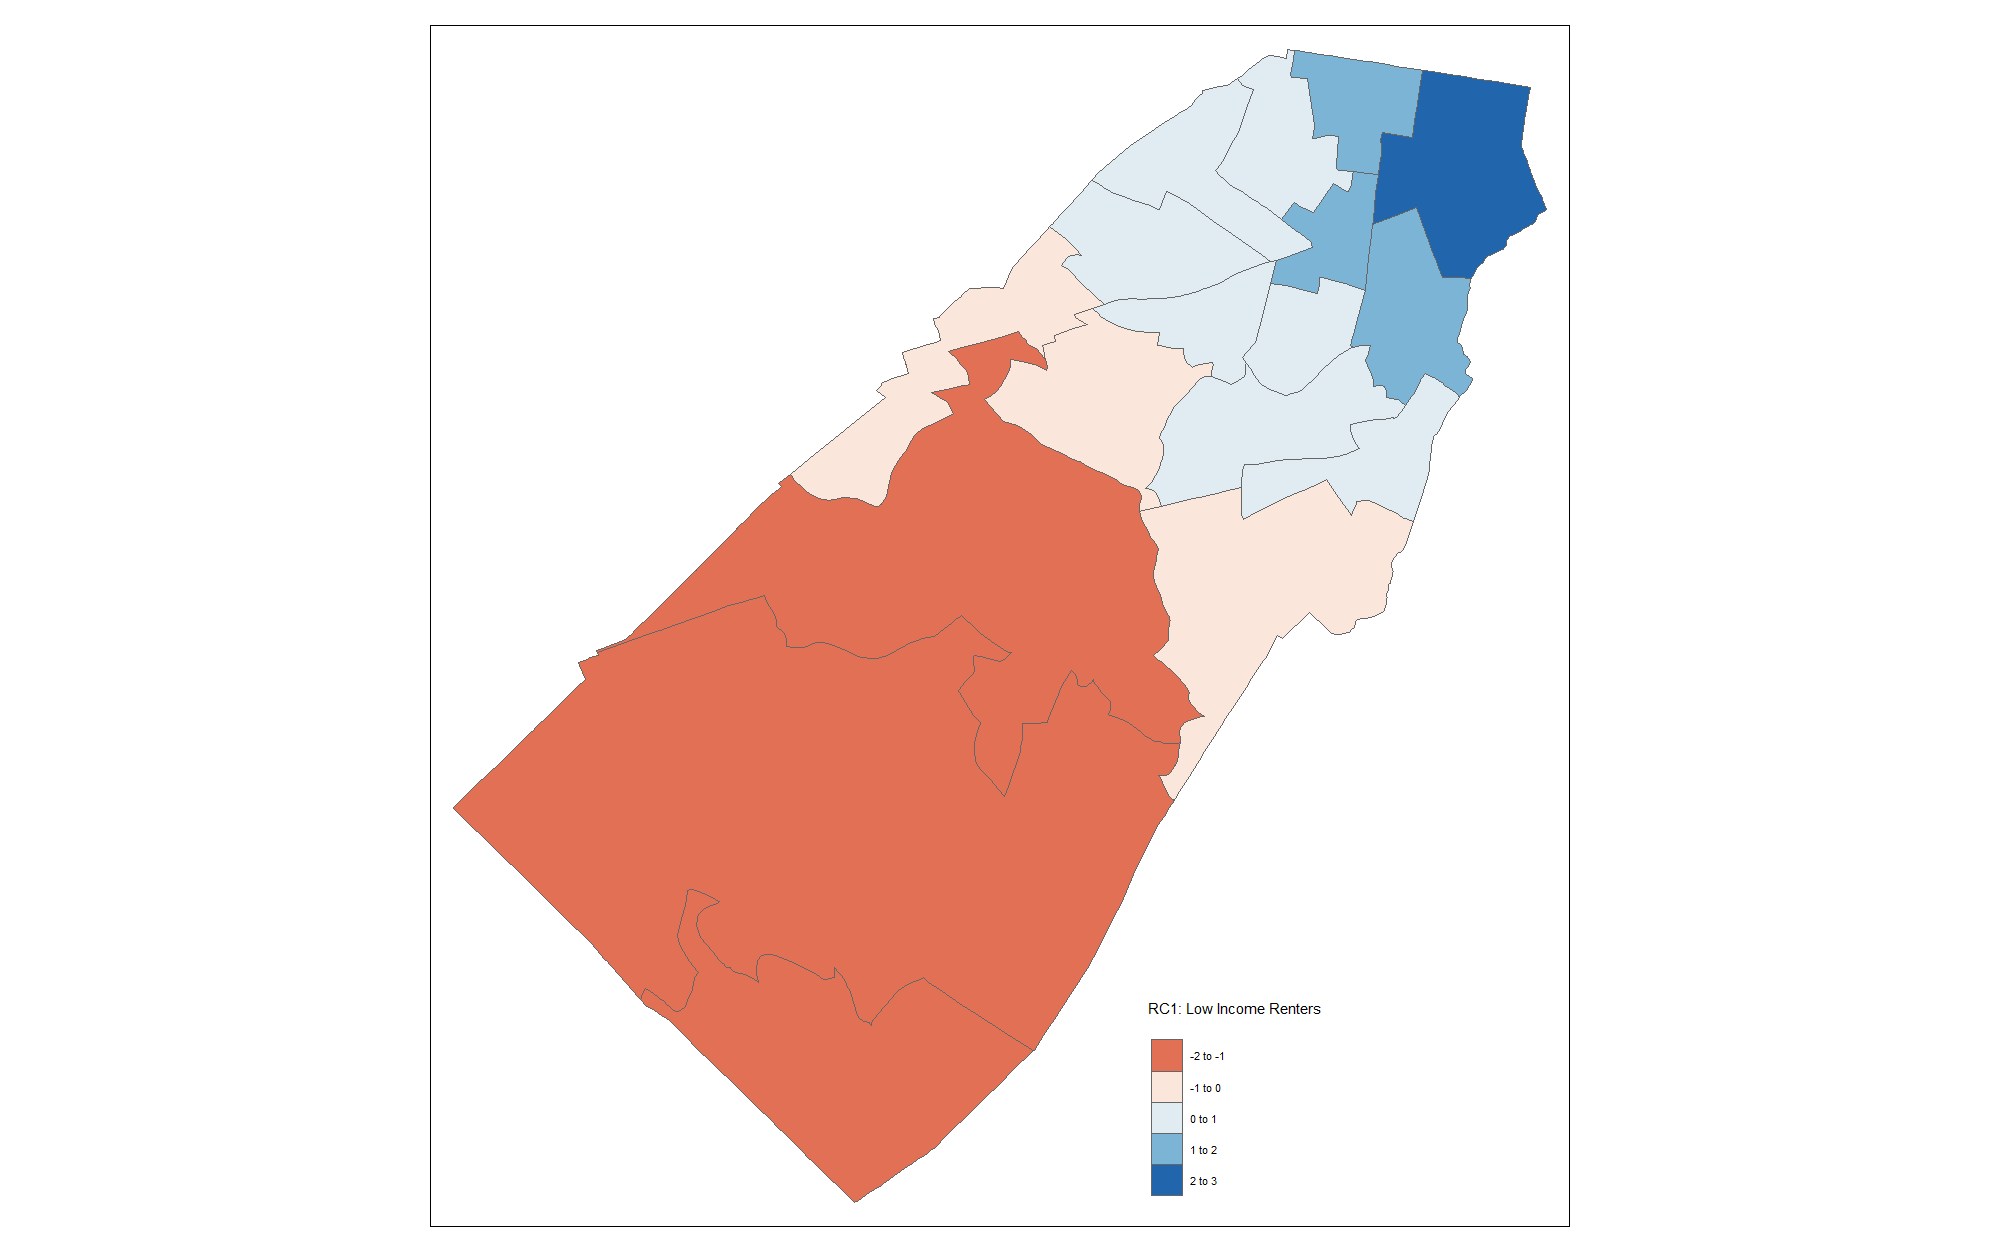 RC1: Low Income Renters
-2 to -1
-1 to 0
0 to 1
1 to 2
2 to 3